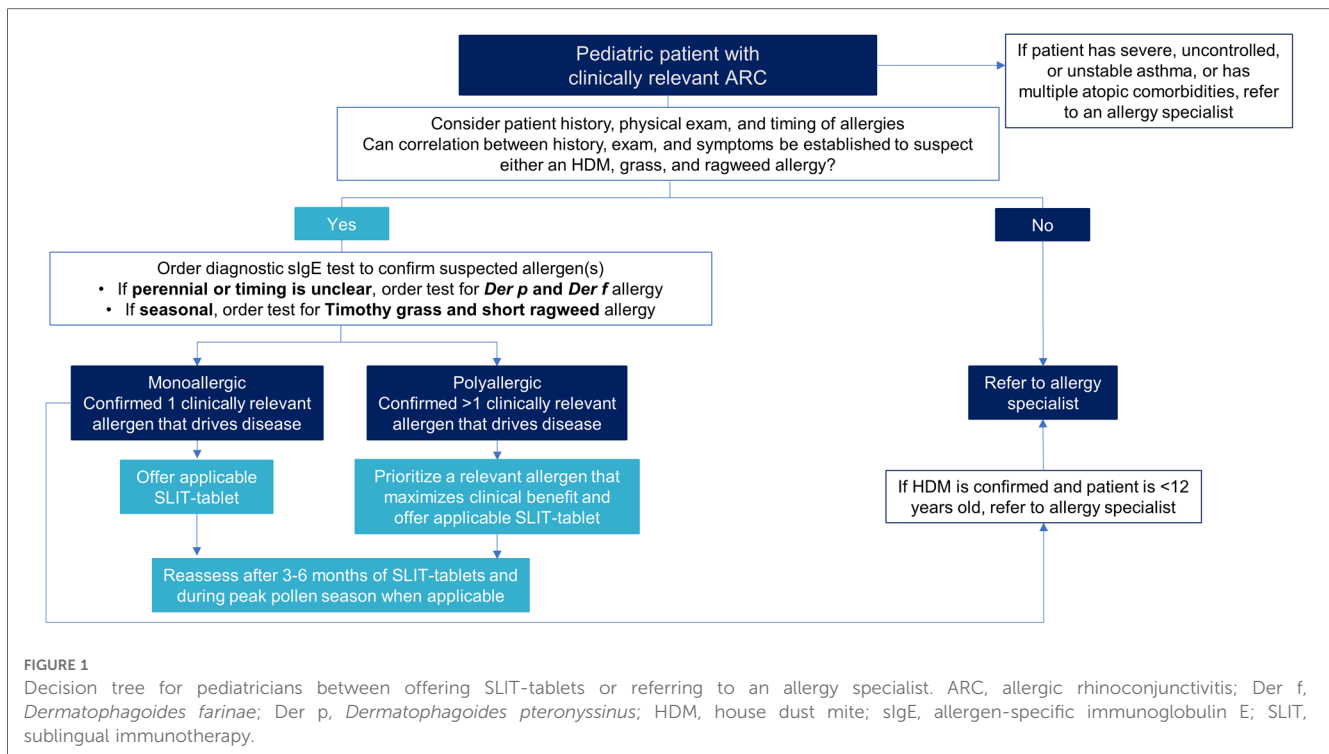 Pediatric patient with
clinically relevant ARC
If patient has severe, uncontrolled,
or unstable asthma, or has
multiple atopic comorbidities, refer
to an allergy specialist
Consider patient history, physical exam, and timing of allergies
Can correlation between history, exam, and symptoms be established to suspect
either an HDM, grass, and ragweed allergy?
Yes
No
Order diagnostic sIgE test to confirm suspected allergen(s)
• If perennial or timing is unclear, order test for Der p and Der f allergy
• If seasonal, order test for Timothy grass and short ragweed allergy
Monoallergic
Confirmed 1 clinically relevant
allergen that drives disease
Polyallergic
Confirmed >1 clinically relevant
allergen that drives disease
Refer to allergy
specialist
Offer applicable
SLIT-tablet
Prioritize a relevant allergen that
maximizes clinical benefit and
offer applicable SLIT-tablet
If HDM is confirmed and patient is <12
years old, refer to allergy specialist
Reassess after 3-6 months of SLIT-tablets and
during peak pollen season when applicable
FIGURE 1
Decision tree for pediatricians between offering SLIT-tablets or referring to an allergy specialist. ARC, allergic rhinoconjunctivitis; Der f,
Dermatophagoides farinae; Der p, Dermatophagoides pteronyssinus; HDM, house dust mite; sIgE, allergen-specific immunoglobulin E; SLIT,
sublingual immunotherapy.